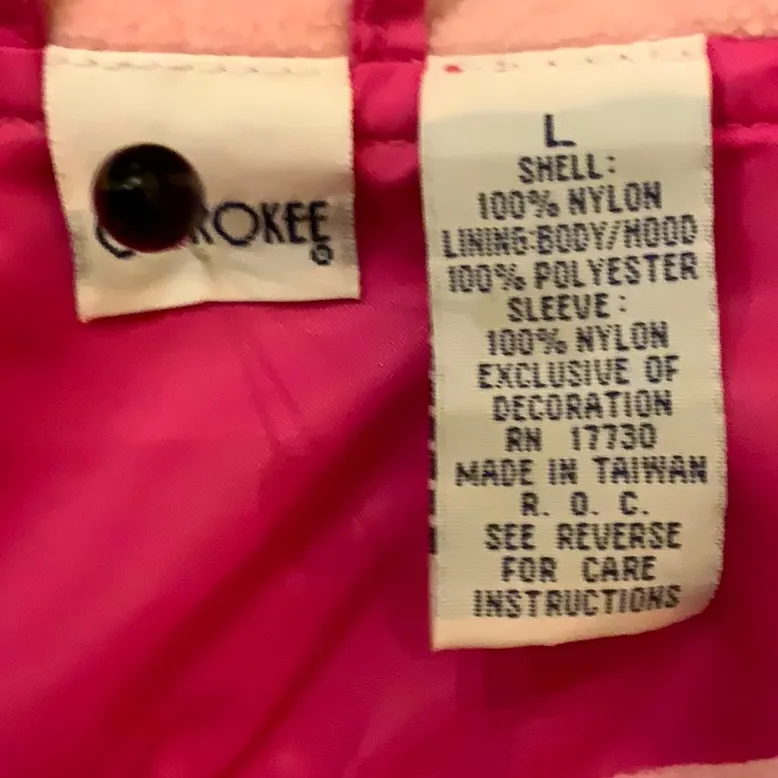 ROKEE
L
SHELL:
100% NYLON
LINING:BODY/HOOD
100% POLYESTER
SLEEVE:
100% NYLON
EXCLUSIVE OF
DECORATION
RN 17730
MADE IN TAIWAN
R. O. C.
SEE REVERSE
FOR CARE
INSTRUCTIONS